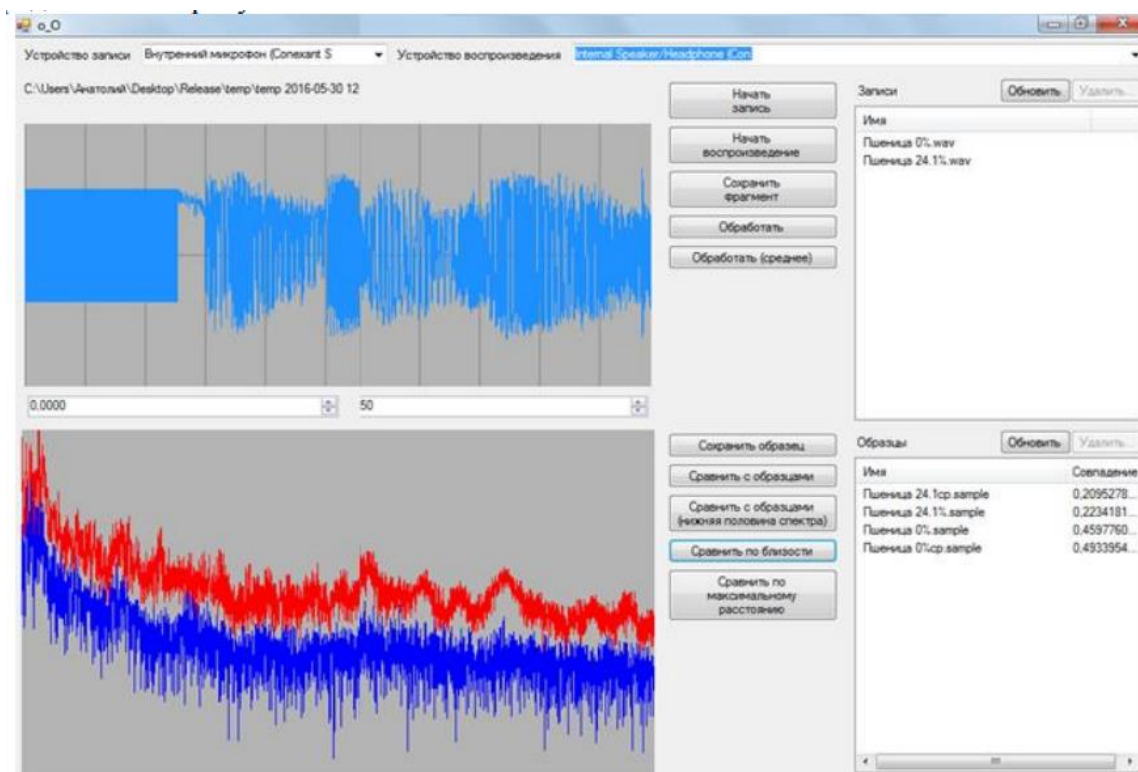 o_O
Устройство записи Внутренний микрофон (Conexant S Устройство воспроизведения Internal Speaker/Headphone (Con
C:\Users\Анатолий\Desktop\Release\temp\temp 2016-05-30 12
Начать
запись
Начать
воспроизведение
Сохранить
фрагмент
Обработать
Обработать (среднее)
Записи Обновить Удалить...
Имя
Пшеница 0%.wav
Пшеница 24.1%.wav
0,0000 50
Сохранить образец
Сравнить с образцами
Сравнить с образцами
(нижняя половина спектра)
Сравнить по близости
Сравнить по
максимальному
расстоянию
Образцы Обновить Удалить...
Имя Совпадение
Пшеница 24.1ср.sample 0,2095278...
Пшеница 24.1%.sample 0,2234181...
Пшеница 0%.sample 0,4597760...
Пшеница 0%ср.sample 0,4933954...